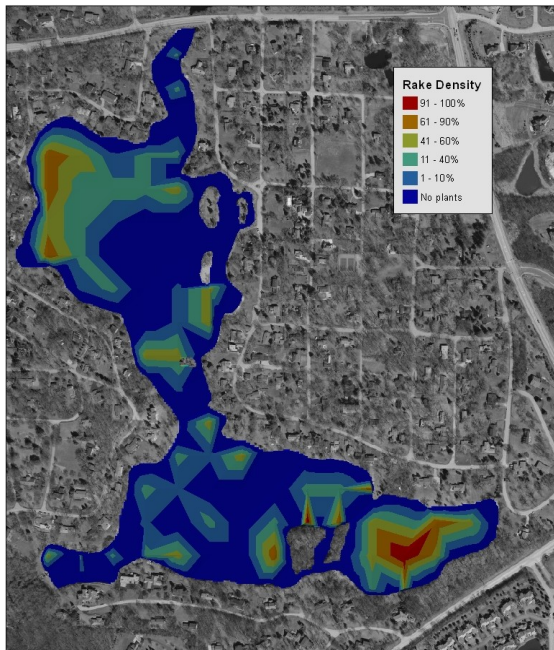 Rake Density
91 - 100%
61 - 90%
41 - 60%
11 - 40%
1 - 10%
No plants